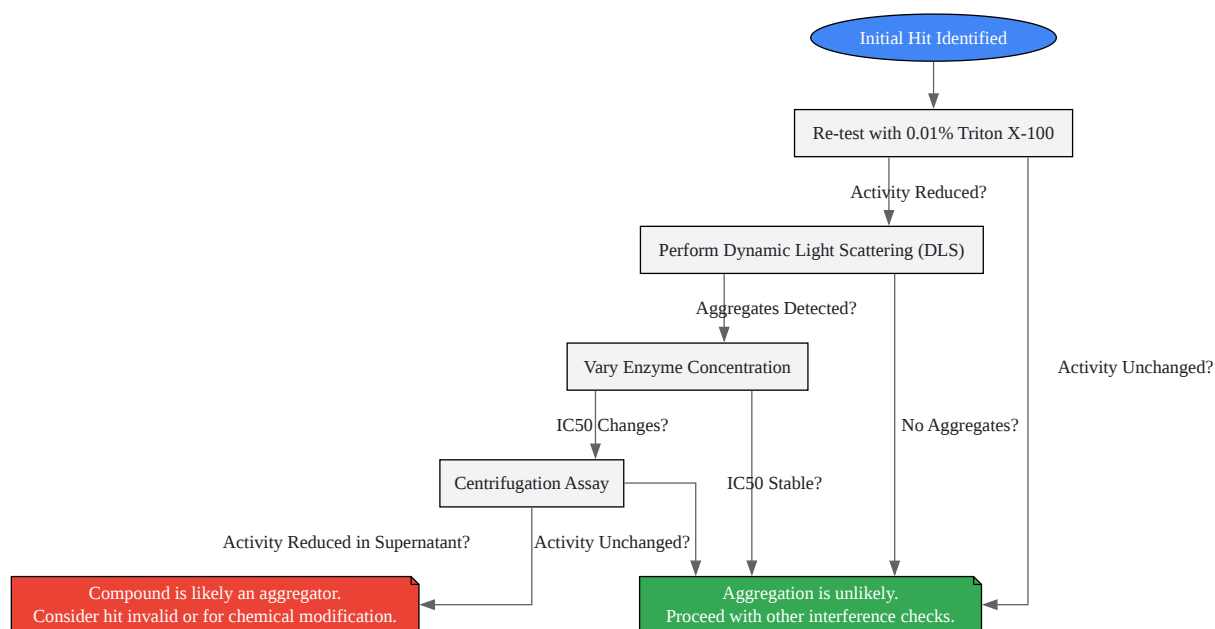 Initial Hit Identified
Re-test with 0.01% Triton X-100
Activity Reduced?
Perform Dynamic Light Scattering (DLS)
Aggregates Detected?
Vary Enzyme Concentration
Activity Unchanged?
IC50 Changes?
No Aggregates?
Centrifugation Assay
IC50 Stable?
Activity Reduced in Supernatant?
Activity Unchanged?
Compound is likely an aggregator.
Consider hit invalid or for chemical modification.
Aggregation is unlikely.
Proceed with other interference checks.